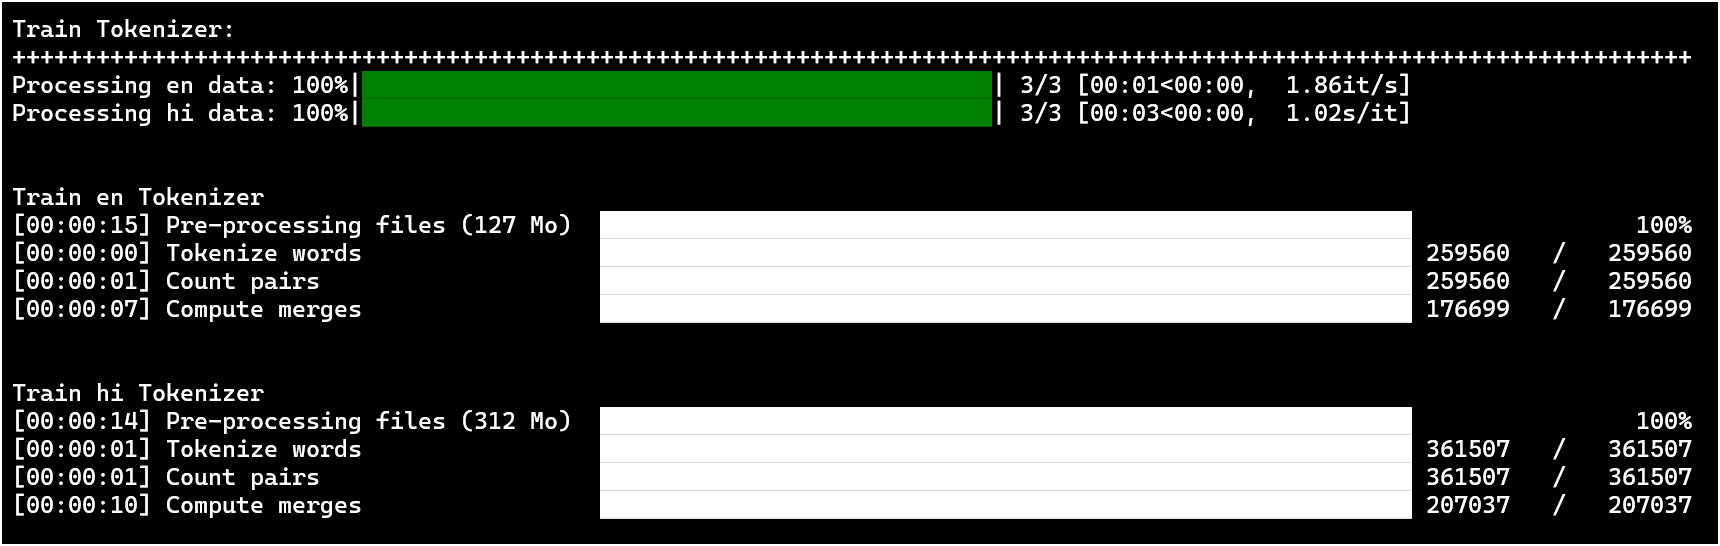 Train Tokenizer:
++++++++++++++++++++++++++++++++++++++++++++++++++++++++++++++++++++++++++++++++++++++++++++++++++++++++++++++++++++++++
Processing en data: 100%| | 3/3 [00:01<00:00,  1.86it/s]
Processing hi data: 100%| | 3/3 [00:03<00:00,  1.02s/it]
Train en Tokenizer
[00:00:15] Pre-processing files (127 Mo) 100%
[00:00:00] Tokenize words 259560 / 259560
[00:00:01] Count pairs 259560 / 259560
[00:00:07] Compute merges 176699 / 176699
Train hi Tokenizer
[00:00:14] Pre-processing files (312 Mo) 100%
[00:00:01] Tokenize words 361507 / 361507
[00:00:01] Count pairs 361507 / 361507
[00:00:10] Compute merges 207037 / 207037